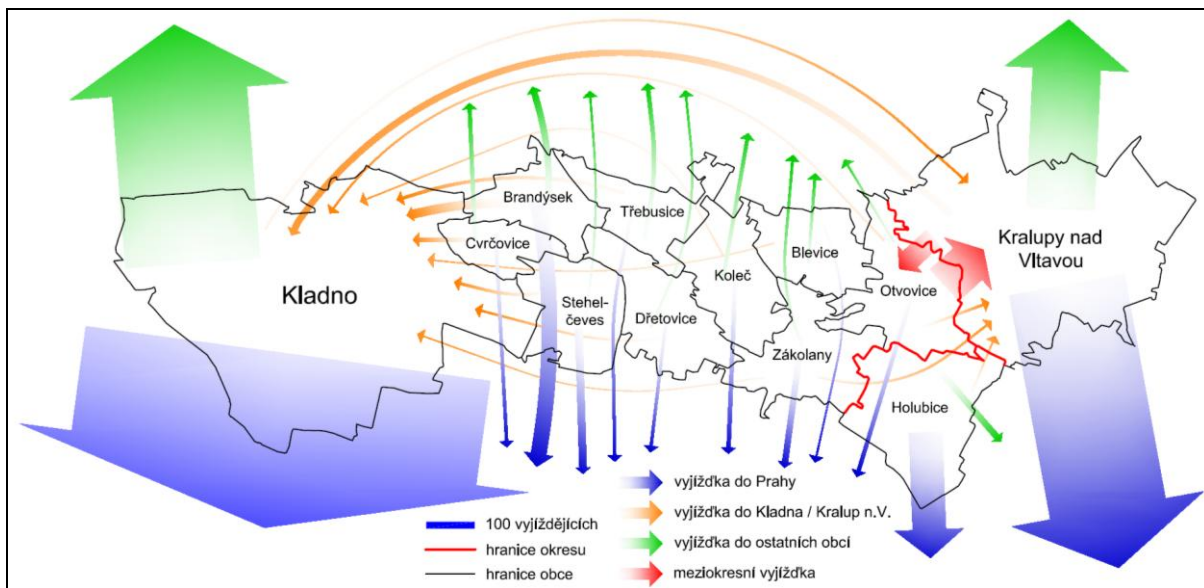 Brandýsek
Třebusice
Cvrčovice
Kralupy nad
Vltavou
Blevice
Koleč
Kladno
Otvovice
Stehel-
čeves
Dřetovice
Zákolany
Holubice
vyjížďka do Prahy
vyjížďka do Kladna / Kralup n.V.
100 vyjíždějících
vyjížďka do ostatních obcí
hranice okresu
meziokresní vyjížďka
hranice obce